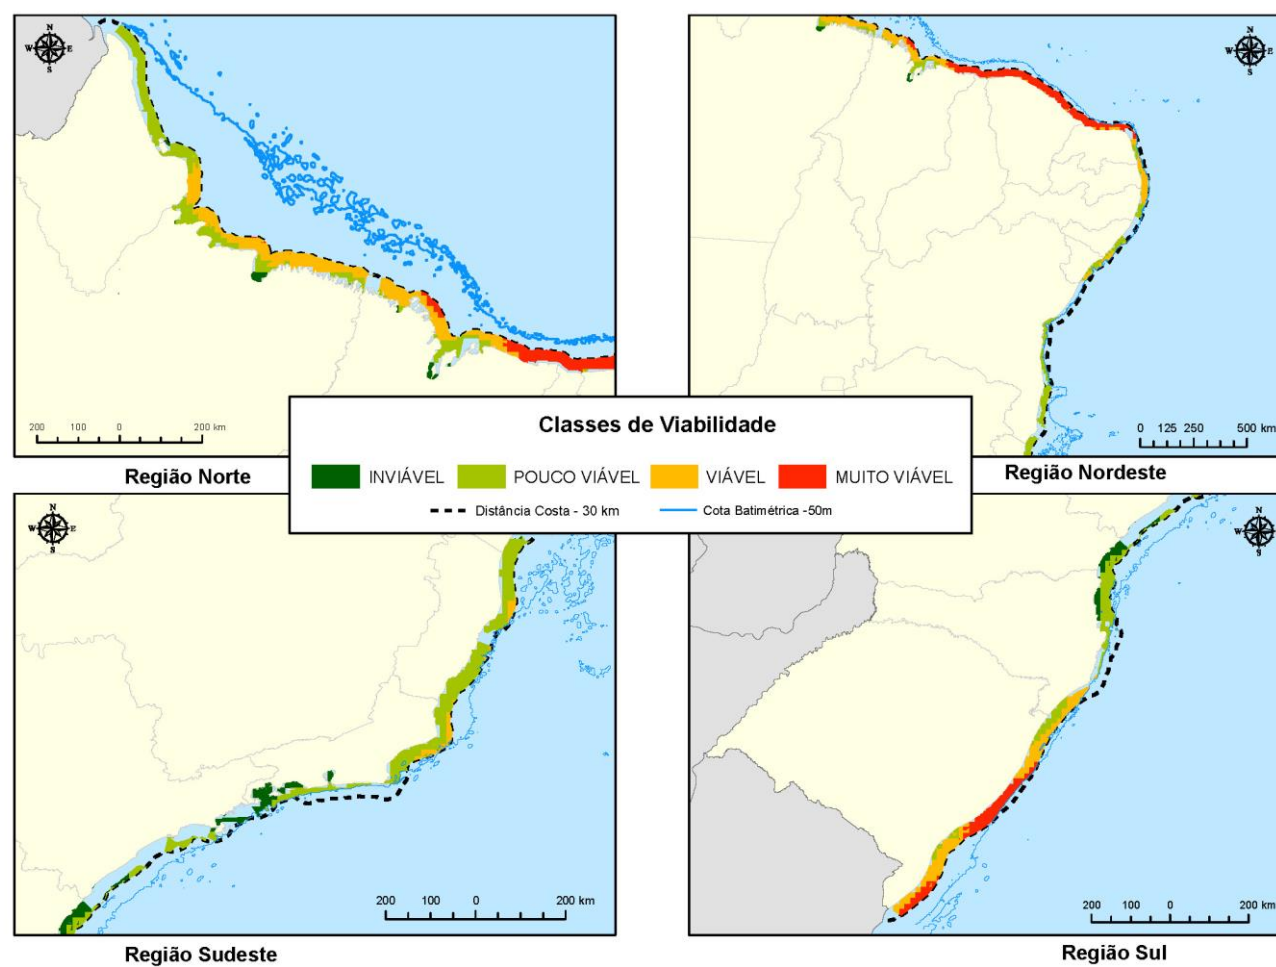 N
W E
S
N
W E
S
200 100 0 200 km
0 125 250 500 km
Região Norte
Região Nordeste
Classes de Viabilidade
INVIÁVEL POUCO VIÁVEL VIÁVEL MUITO VIÁVEL
Distância Costa - 30 km Cota Batimétrica -50m
N
W E
S
N
W E
S
200 100 0 200 km
200 100 0 200 km
Região Sudeste
Região Sul